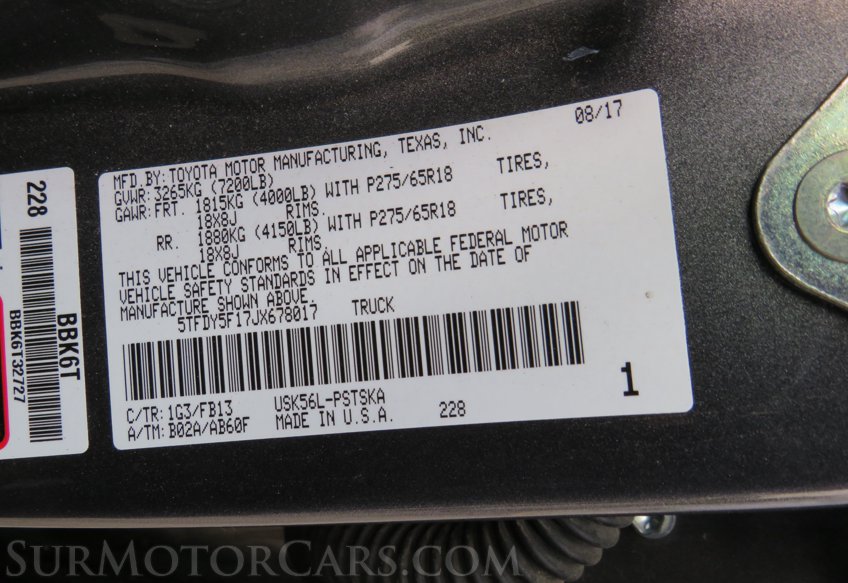 228
BBK6T
BBK6T32727
08/17
MFD.BY: TOYOTA MOTOR MANUFACTURING, TEXAS, INC.
GVWR: 3265KG (7200LB)
GAWR: FRT. 1815KG (4000LB) WITH P275/65R18 TIRES,
18X8J RIMS.
RR. 1880KG (4150LB) WITH P275/65R18 TIRES,
18X8J RIMS.
THIS VEHICLE CONFORMS TO ALL APPLICABLE FEDERAL MOTOR
VEHICLE SAFETY STANDARDS IN EFFECT ON THE DATE OF
MANUFACTURE SHOWN ABOVE.
5TFDY5F17JX678017 TRUCK
C/TR: 1G3/FB13 USK56L-PSTSKA
A/TM: B02A/AB60F MADE IN U.S.A. 228
1
SURMOTORCARS.COM